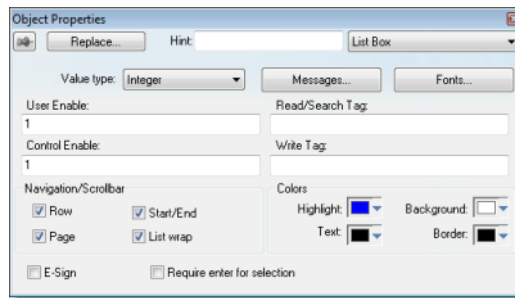 Object Properties
Replace... Hint: List Box
Value type: Integer Messages... Fonts...
User Enable: Read/Search Tag:
1
Control Enable: Write Tag:
1
Navigation/Scrollbar Colors
Row Start/End Highlight: Background:
Page List wrap Text: Border:
E-Sign Require enter for selection